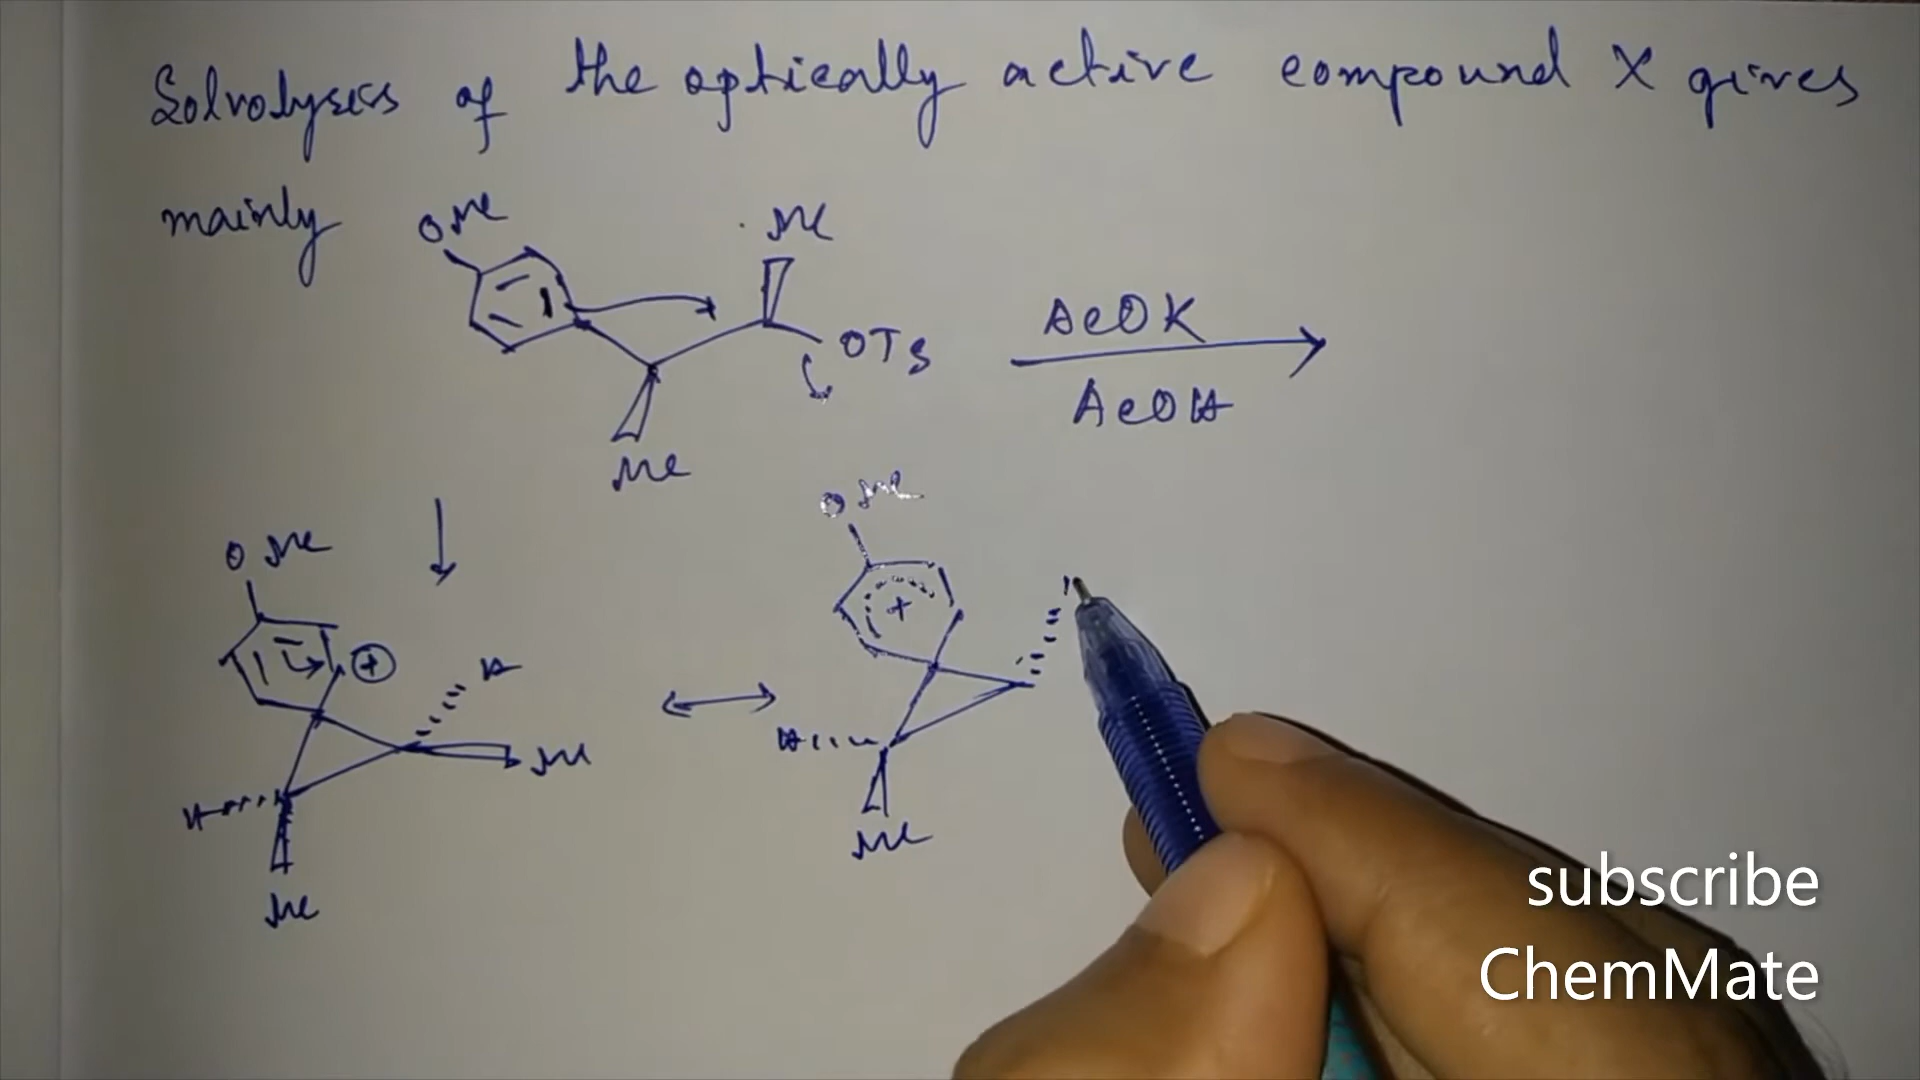 Solvolysis of the optically active compound X gives
mainly
OMe
Me
OTs
Me
AcOK
AcOH
OMe
+
H
Me
H
Me
OMe
+
H
Me
subscribe
ChemMate